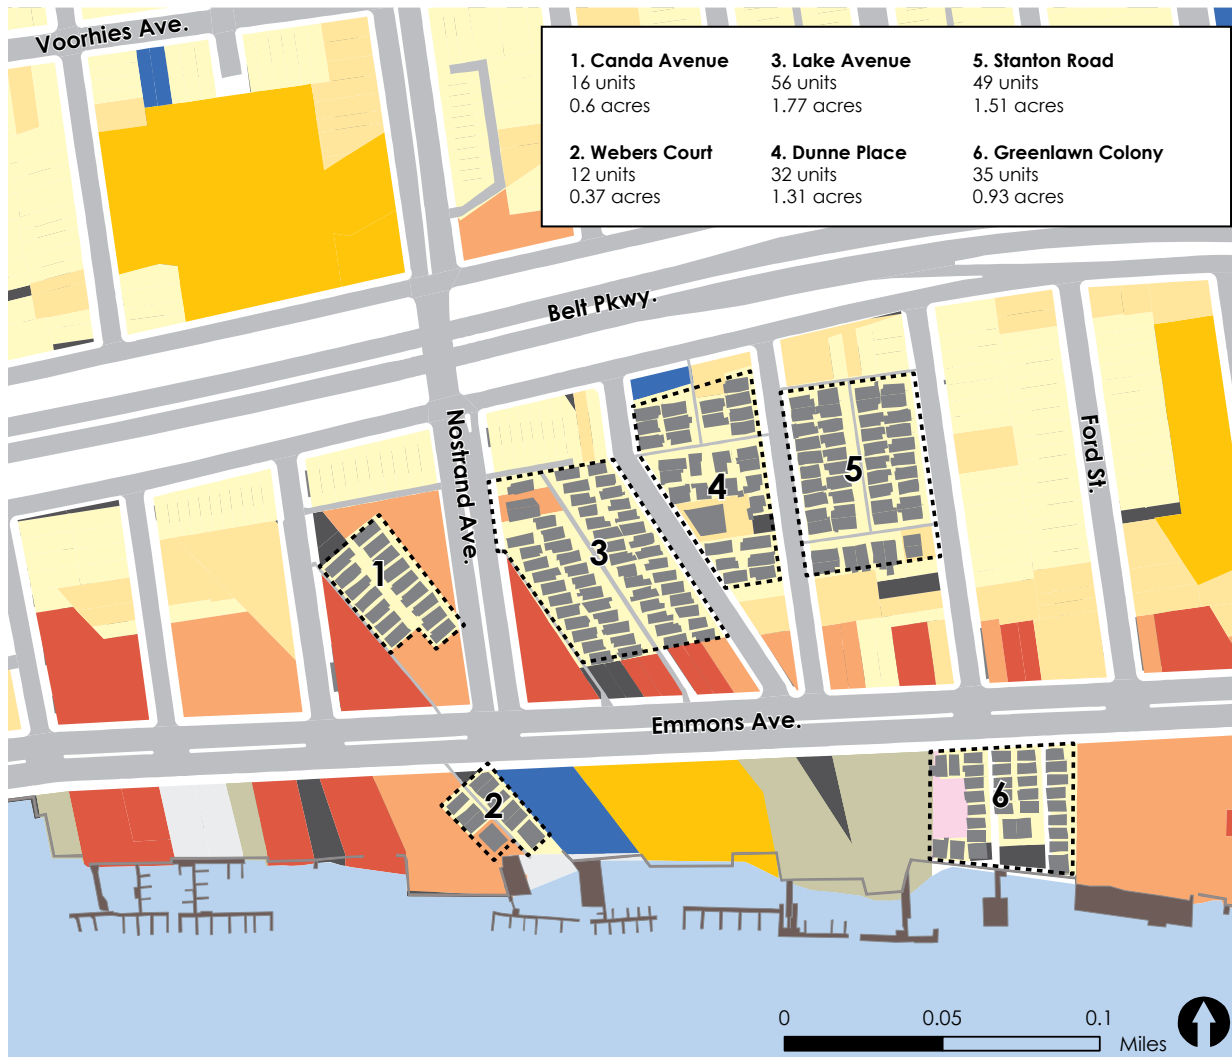 Voorhies Ave.
1. Canda Avenue
16 units
0.6 acres
3. Lake Avenue
56 units
1.77 acres
5. Stanton Road
49 units
1.51 acres
2. Webers Court
12 units
0.37 acres
4. Dunne Place
32 units
1.31 acres
6. Greenlawn Colony
35 units
0.93 acres
Belt Pkwy.
Nostrand Ave.
Ford St.
1
3
4
5
Emmons Ave.
2
6
0
0.05
0.1
Miles